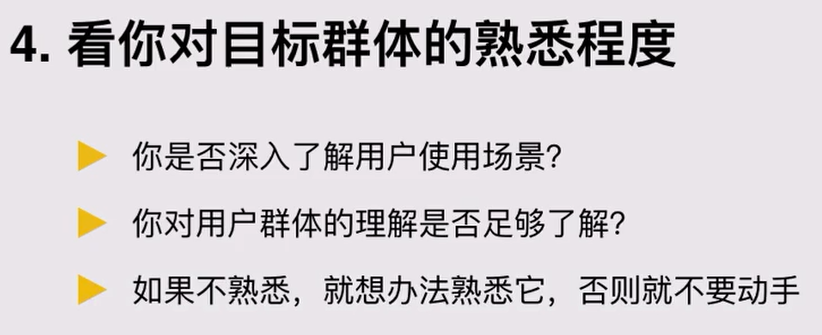 4. 看你对目标群体的熟悉程度
你是否深入了解用户使用场景？
你对用户群体的理解是否足够了解？
如果不熟悉，就想办法熟悉它，否则就不要动手